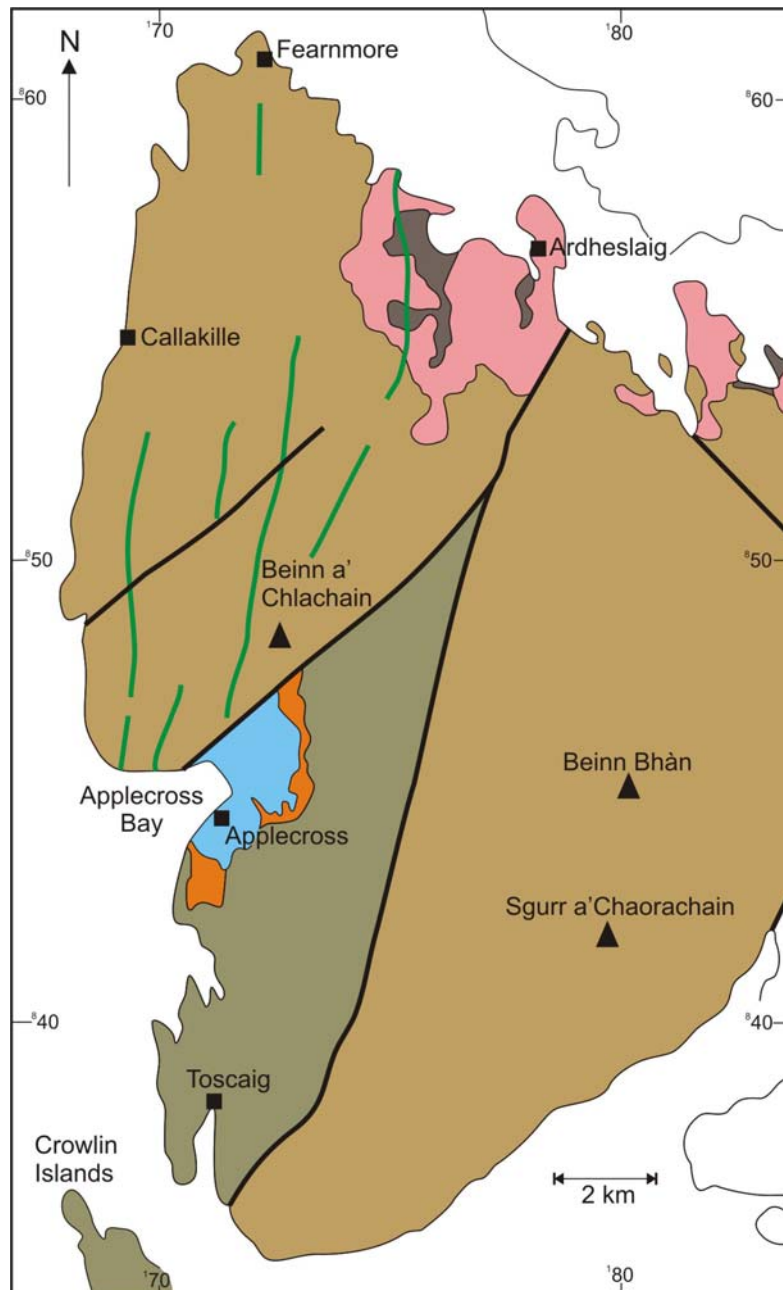 ¹70
¹80
N
Fearnmore
⁸60
⁸60
Ardheslaig
Callakille
⁸50
⁸50
Beinn a'
Chlachain
Beinn Bhàn
Applecross
Bay
Applecross
Sgurr a'Chaorachain
⁸40
⁸40
Toscaig
Crowlin
Islands
2 km
¹70
¹80